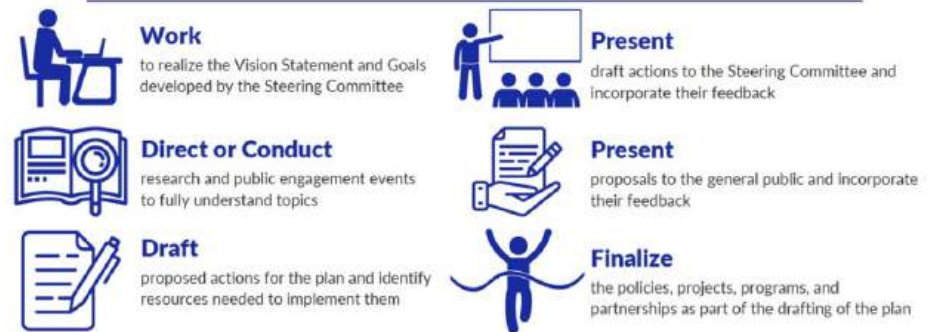 Work
to realize the Vision Statement and Goals
developed by the Steering Committee
Direct or Conduct
research and public engagement events
to fully understand topics
Draft
proposed actions for the plan and identify
resources needed to implement them
Present
draft actions to the Steering Committee and
incorporate their feedback
Present
proposals to the general public and incorporate
their feedback
Finalize
the policies, projects, programs, and
partnerships as part of the drafting of the plan